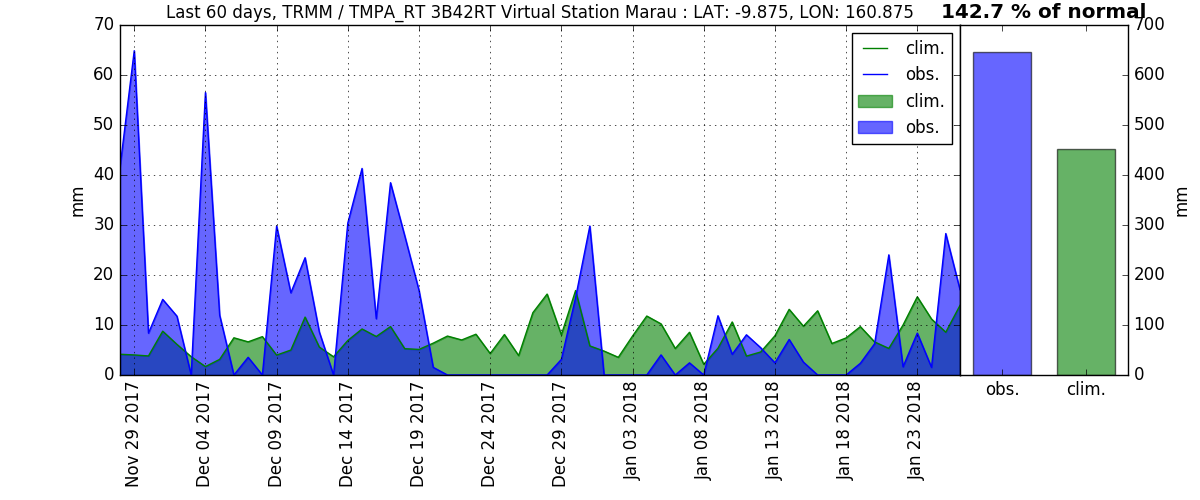 Last 60 days, TRMM / TMPA_RT 3B42RT Virtual Station Marau : LAT: -9.875, LON: 160.875
142.7 % of normal
70
60
50
40
30
20
10
0
mm
clim.
obs.
clim.
obs.
700
600
500
400
300
200
100
0
mm
Nov 29 2017
Dec 04 2017
Dec 09 2017
Dec 14 2017
Dec 19 2017
Dec 24 2017
Dec 29 2017
Jan 03 2018
Jan 08 2018
Jan 13 2018
Jan 18 2018
Jan 23 2018
obs.
clim.